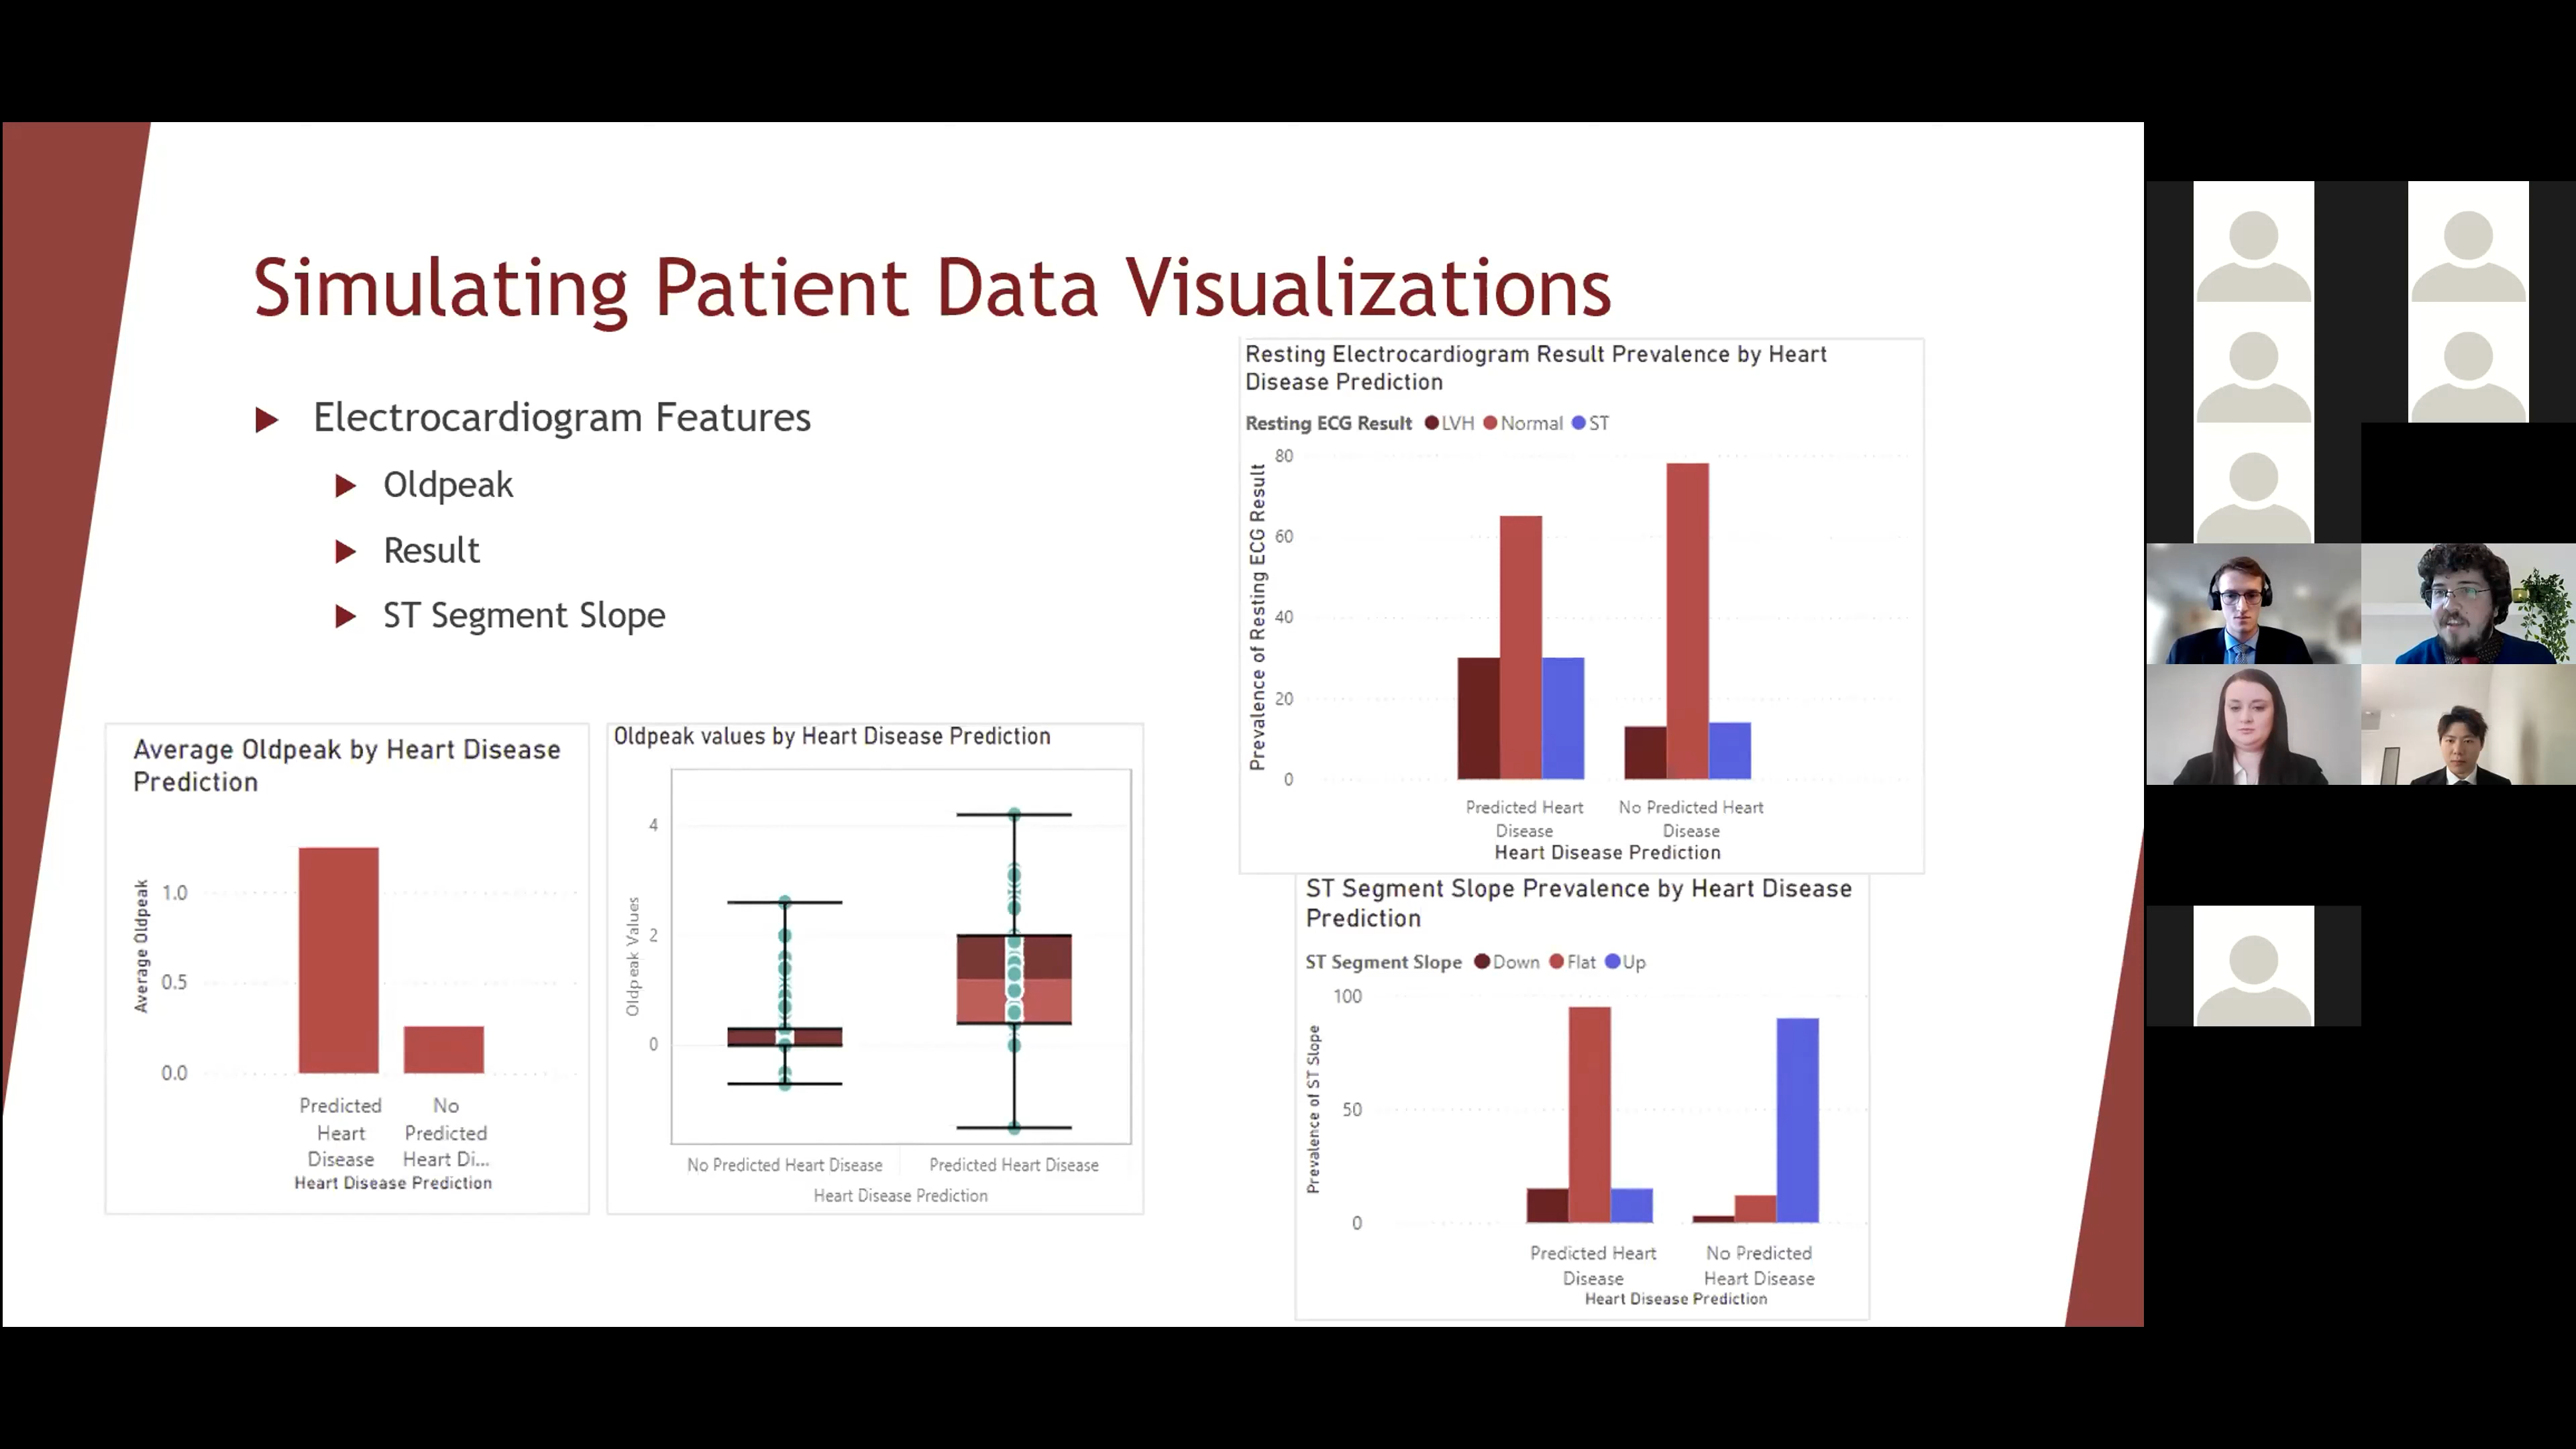 Simulating Patient Data Visualizations
Electrocardiogram Features
Oldpeak
Result
ST Segment Slope
Average Oldpeak by Heart Disease
Prediction
Average Oldpeak
1.0
0.5
0.0
Predicted
Heart
Disease
No
Predicted
Heart Di...
Heart Disease Prediction
Oldpeak values by Heart Disease Prediction
Oldpeak Values
4
2
0
No Predicted Heart Disease
Predicted Heart Disease
Heart Disease Prediction
Resting Electrocardiogram Result Prevalence by Heart
Disease Prediction
Resting ECG Result LVH Normal ST
Prevalence of Resting ECG Result
80
60
40
20
0
Predicted Heart
Disease
No Predicted Heart
Disease
Heart Disease Prediction
ST Segment Slope Prevalence by Heart Disease
Prediction
ST Segment Slope Down Flat Up
Prevalence of ST Slope
100
50
0
Predicted Heart
Disease
No Predicted
Heart Disease
Heart Disease Prediction